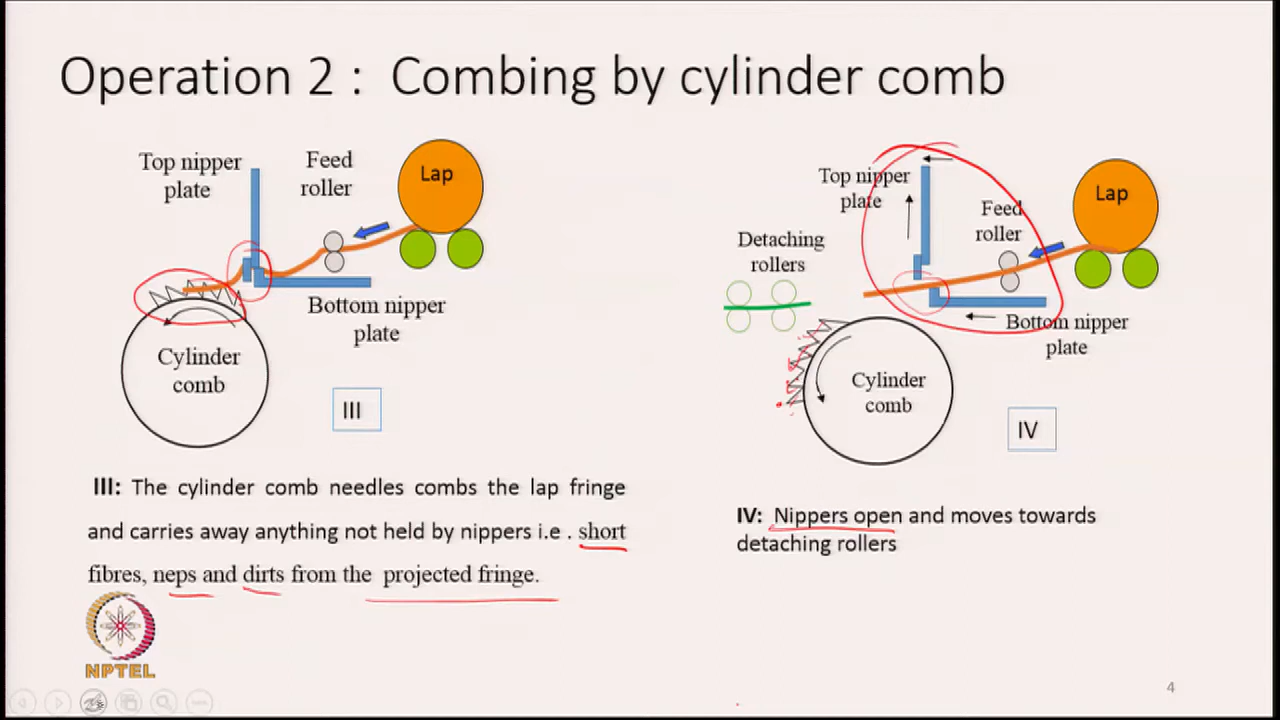 Operation 2 : Combing by cylinder comb
Top nipper
plate
Feed
roller
Lap
Bottom nipper
plate
Cylinder
comb
III
III: The cylinder comb needles combs the lap fringe
and carries away anything not held by nippers i.e . short
fibres, neps and dirts from the projected fringe.
Top nipper
plate
Feed
roller
Lap
Detaching
rollers
Bottom nipper
plate
Cylinder
comb
IV
IV: Nippers open and moves towards
detaching rollers
NPTEL
4